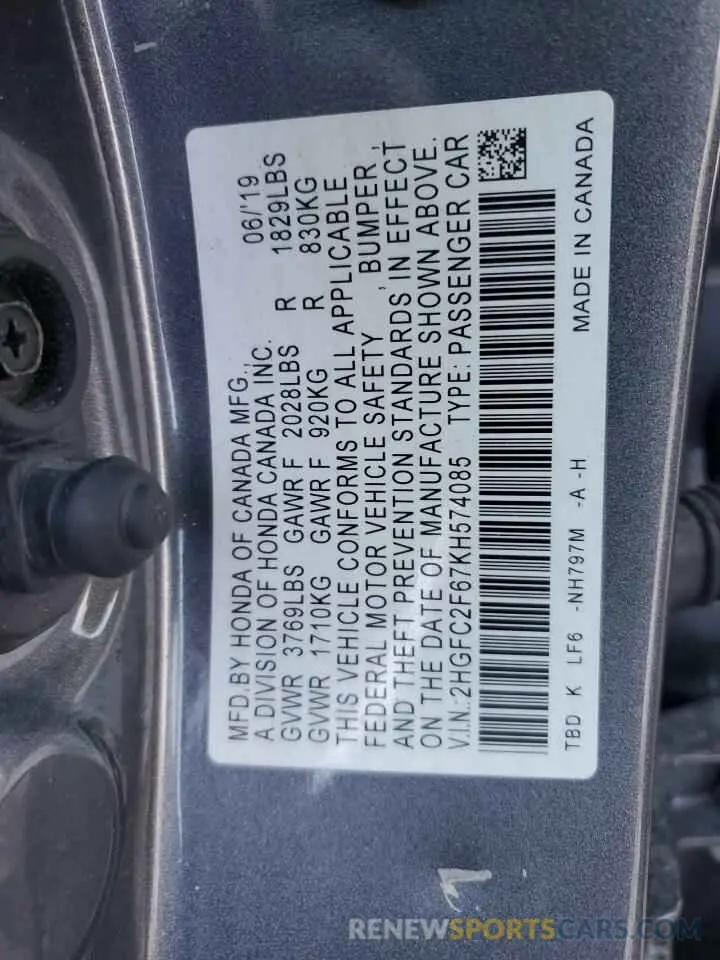 MFD.BY HONDA OF CANADA MFG., 06/'19
A DIVISION OF HONDA CANADA INC.
GVWR 3769LBS GAWR F 2028LBS R 1829LBS
GVWR 1710KG GAWR F 920KG R 830KG
THIS VEHICLE CONFORMS TO ALL APPLICABLE
FEDERAL MOTOR VEHICLE SAFETY, BUMPER,
AND THEFT PREVENTION STANDARDS IN EFFECT
ON THE DATE OF MANUFACTURE SHOWN ABOVE.
V.I.N.:2HGFC2F67KH574085 TYPE: PASSENGER CAR
TBD K LF6 -NH797M -A -H MADE IN CANADA
RENEWSPORTSCARS.COM